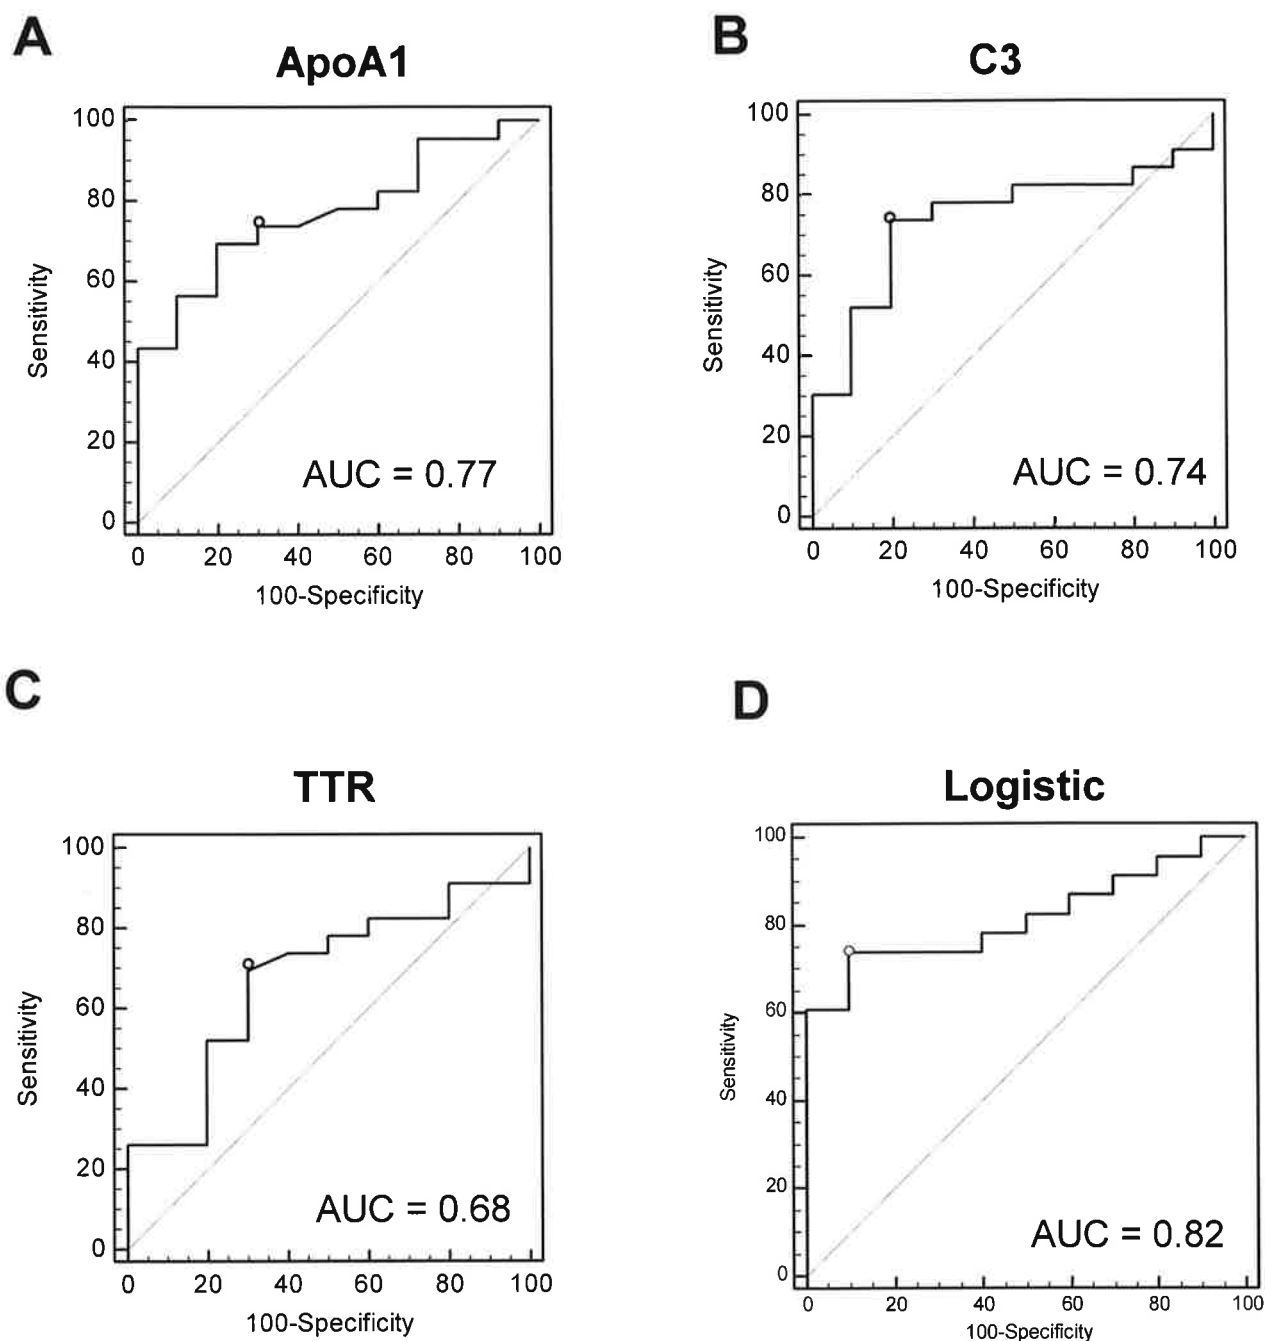 A
ApoA1
100
80
60
40
20
0
Sensitivity
0 20 40 60 80 100
100-Specificity
AUC = 0.77
B
C3
100
80
60
40
20
0
Sensitivity
0 20 40 60 80 100
100-Specificity
AUC = 0.74
C
TTR
100
80
60
40
20
0
Sensitivity
0 20 40 60 80 100
100-Specificity
AUC = 0.68
D
Logistic
100
80
60
40
20
0
Sensitivity
0 20 40 60 80 100
100-Specificity
AUC = 0.82